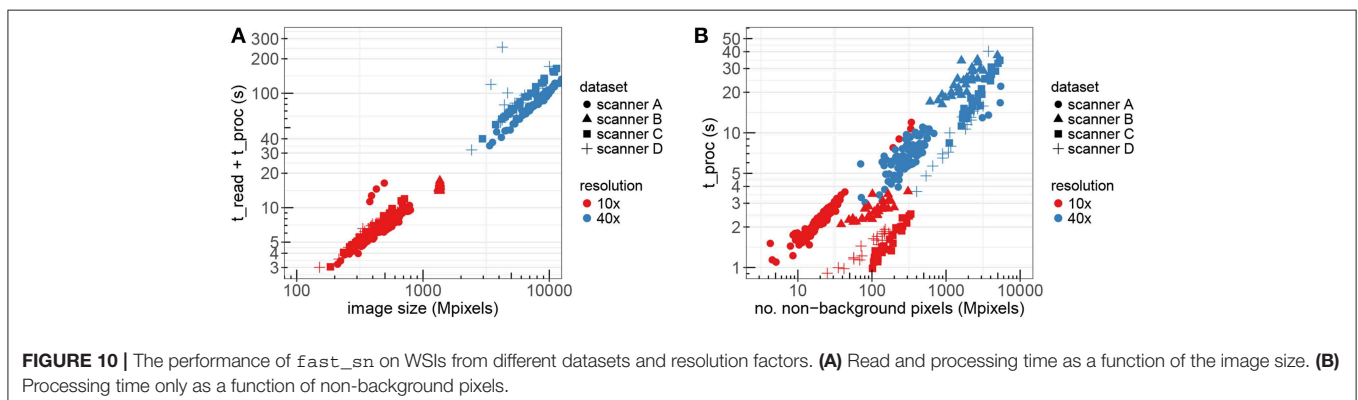 A
300
200
100
40
30
20
10
5
4
3
t_read + t_proc (s)
100
1000
10000
image size (Mpixels)
dataset
scanner A
scanner B
scanner C
scanner D
resolution
10x
40x
B
50
40
30
20
10
5
4
3
2
1
t_proc (s)
10
100
1000
10000
no. non-background pixels (Mpixels)
dataset
scanner A
scanner B
scanner C
scanner D
resolution
10x
40x
FIGURE 10 | The performance of fast_sn on WSIs from different datasets and resolution factors. (A) Read and processing time as a function of the image size. (B)
Processing time only as a function of non-background pixels.